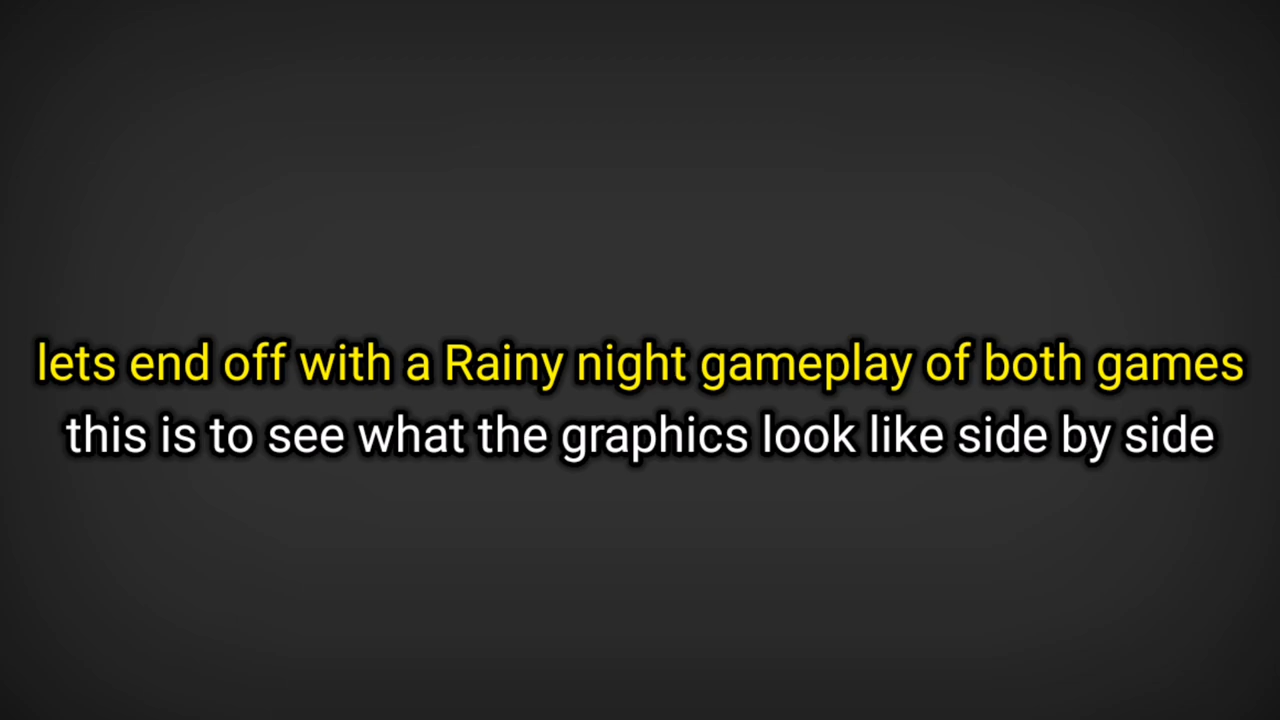 lets end off with a Rainy night gameplay of both games
this is to see what the graphics look like side by side